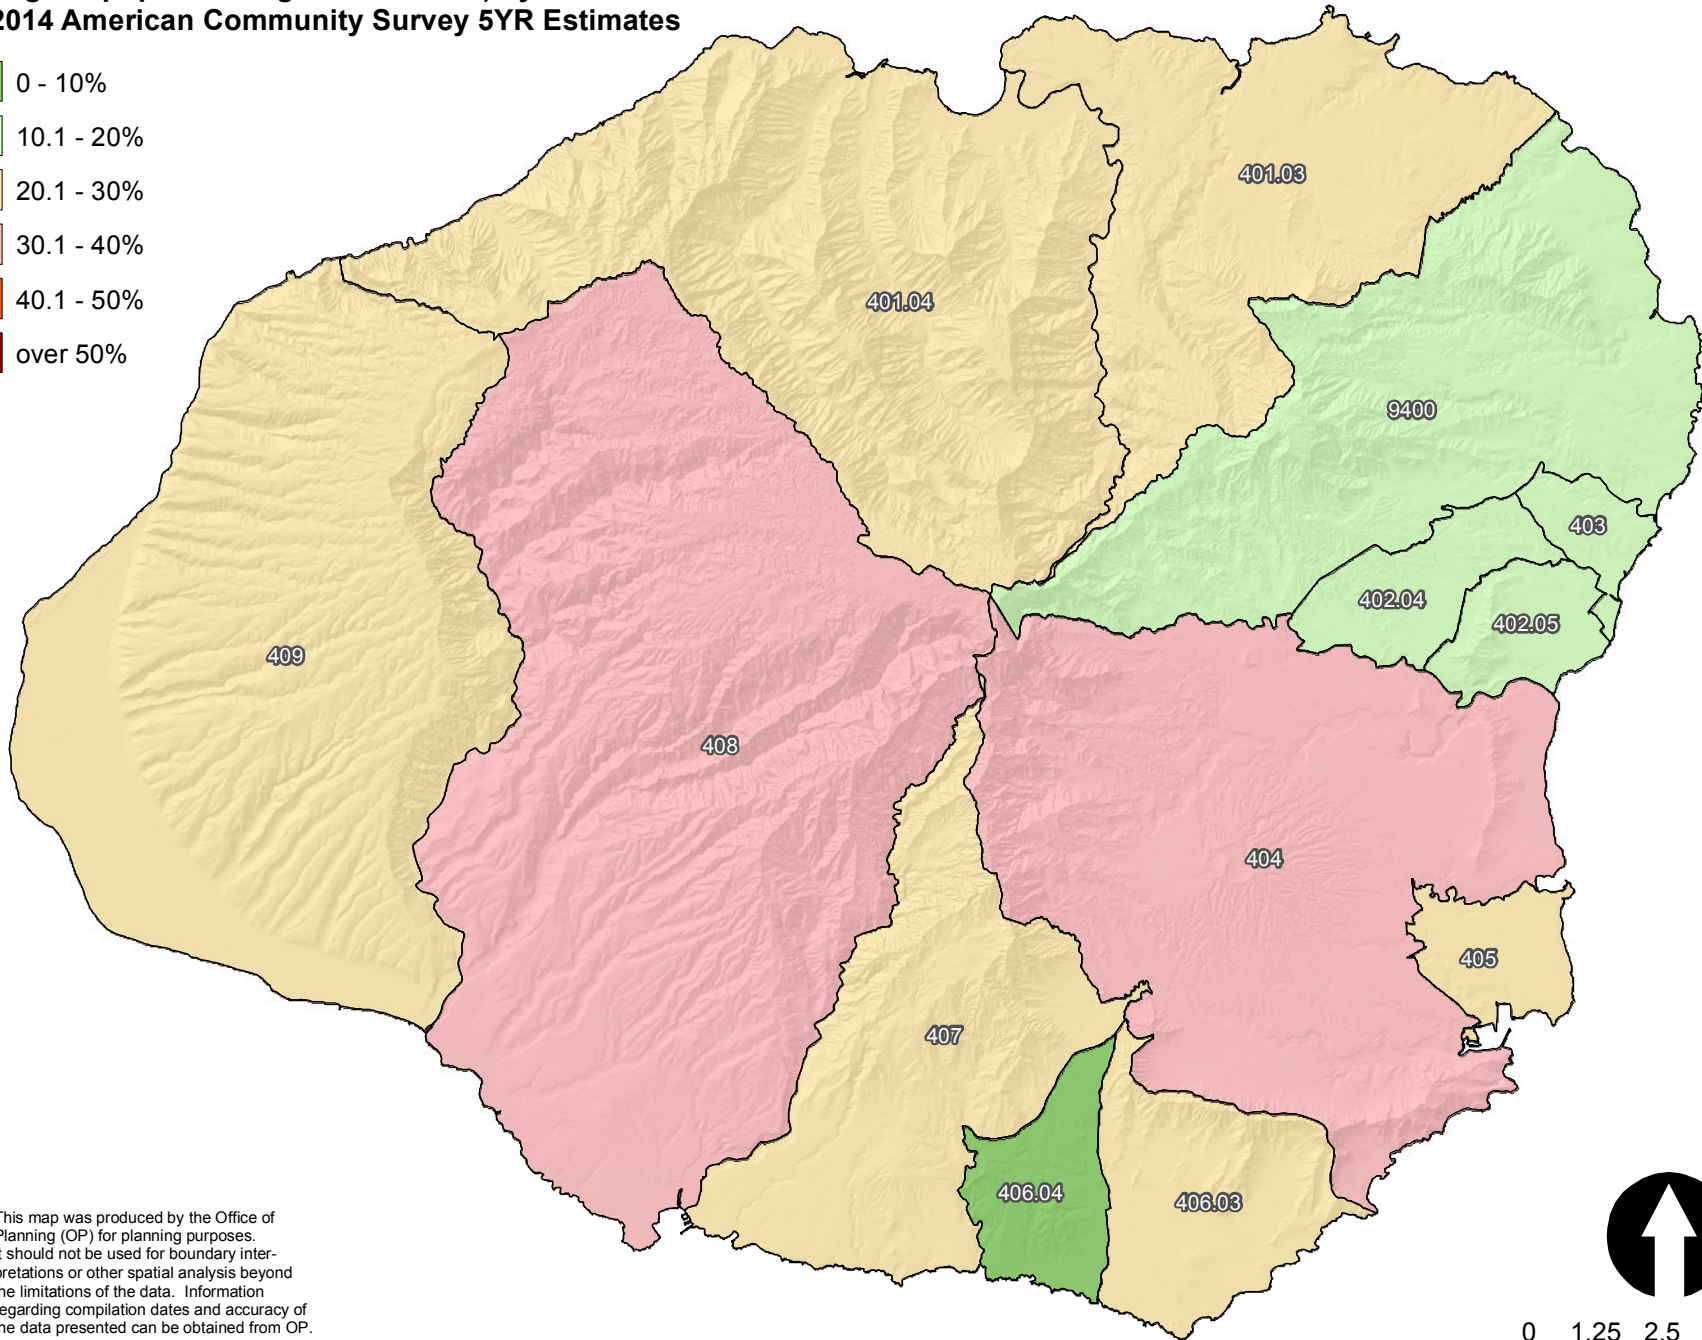 2014 American Community Survey 5YR Estimates
0 - 10%
10.1 - 20%
20.1 - 30%
30.1 - 40%
40.1 - 50%
over 50%
401.03
401.04
9400
403
402.04
402.05
409
408
404
405
407
406.04
406.03
This map was produced by the Office of
Planning (OP) for planning purposes.
t should not be used for boundary inter-
pretations or other spatial analysis beyond
he limitations of the data. Information
egarding compilation dates and accuracy of
he data presented can be obtained from OP.
0 1.25 2.5